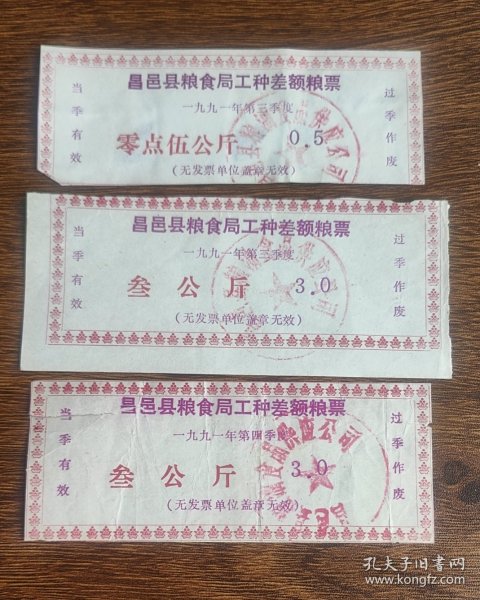 昌邑县粮食局工种差额粮票
一九九一年第三季度
当季有效
零点伍公斤 0.5
过季作废
(无发票单位盖章无效)
昌邑县粮食局工种差额粮票
一九九一年第三季度
当季有效
叁公斤 3.0
过季作废
(无发票单位盖章无效)
昌邑县粮食局工种差额粮票
一九九一年第四季
当季有效
叁公斤 3.0
过季作废
(无发票单位盖章无效)
孔夫子旧书网
www.kongfz.com